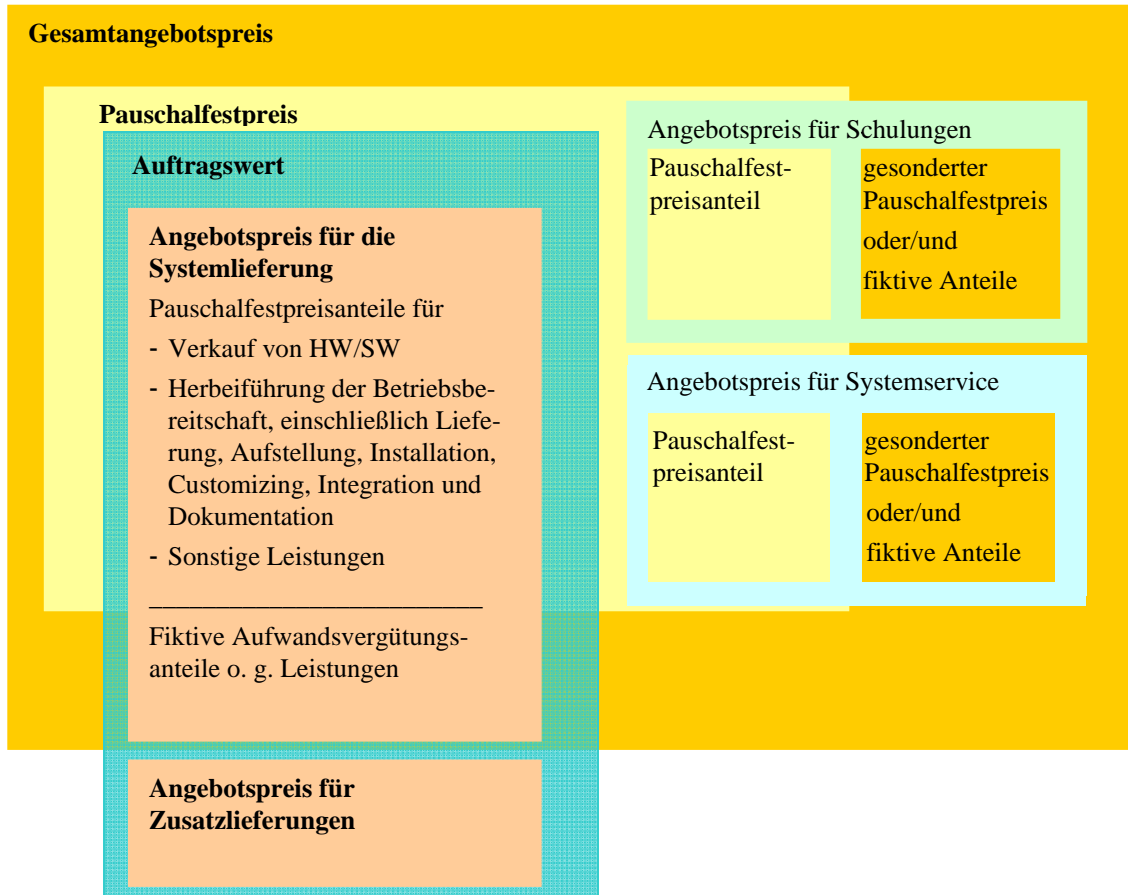 Gesamtangebotspreis
Pauschalfestpreis
Auftragswert
Angebotspreis für die
Systemlieferung
Pauschalfestpreisanteile für
- Verkauf von HW/SW
- Herbeiführung der Betriebsbe-
reitschaft, einschließlich Liefe-
rung, Aufstellung, Installation,
Customizing, Integration und
Dokumentation
- Sonstige Leistungen
Fiktive Aufwandsvergütungs-
anteile o. g. Leistungen
Angebotspreis für
Zusatzlieferungen
Angebotspreis für Schulungen
Pauschalfest-
preisanteil
gesonderter
Pauschalfestpreis
oder/und
fiktive Anteile
Angebotspreis für Systemservice
Pauschalfest-
preisanteil
gesonderter
Pauschalfestpreis
oder/und
fiktive Anteile